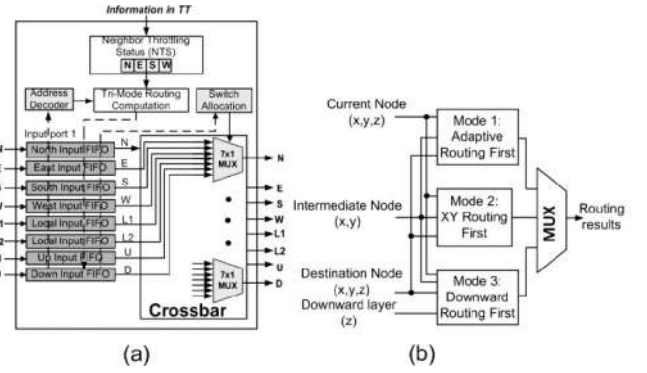 Information in TT
Neighbor Throttling
Status (NTS)
N E S W
Address
Decoder
Tri-Mode Routing
Computation
Switch
Allocation
Input port 1
North Input FIFO
N
East Input FIFO
E
South Input FIFO
S
West Input FIFO
W
Local Input FIFO
L1
Local Input FIFO
L2
Up Input FIFO
U
Down Input FIFO
D
7x1
MUX
7x1
MUX
Crossbar
N
E
S
W
L1
L2
U
D
(a)
Current Node
(x,y,z)
Intermediate Node
(x,y)
Destination Node
(x,y,z)
Downward layer
(z)
Mode 1:
Adaptive
Routing First
Mode 2:
XY Routing
First
Mode 3:
Downward
Routing First
MUX
Routing
results
(b)